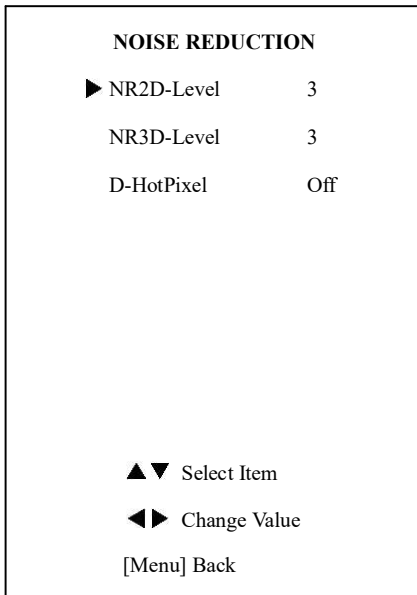 NOISE REDUCTION
▶ NR2D-Level 3
NR3D-Level 3
D-HotPixel Off
▲▼ Select Item
◀▶ Change Value
[Menu] Back